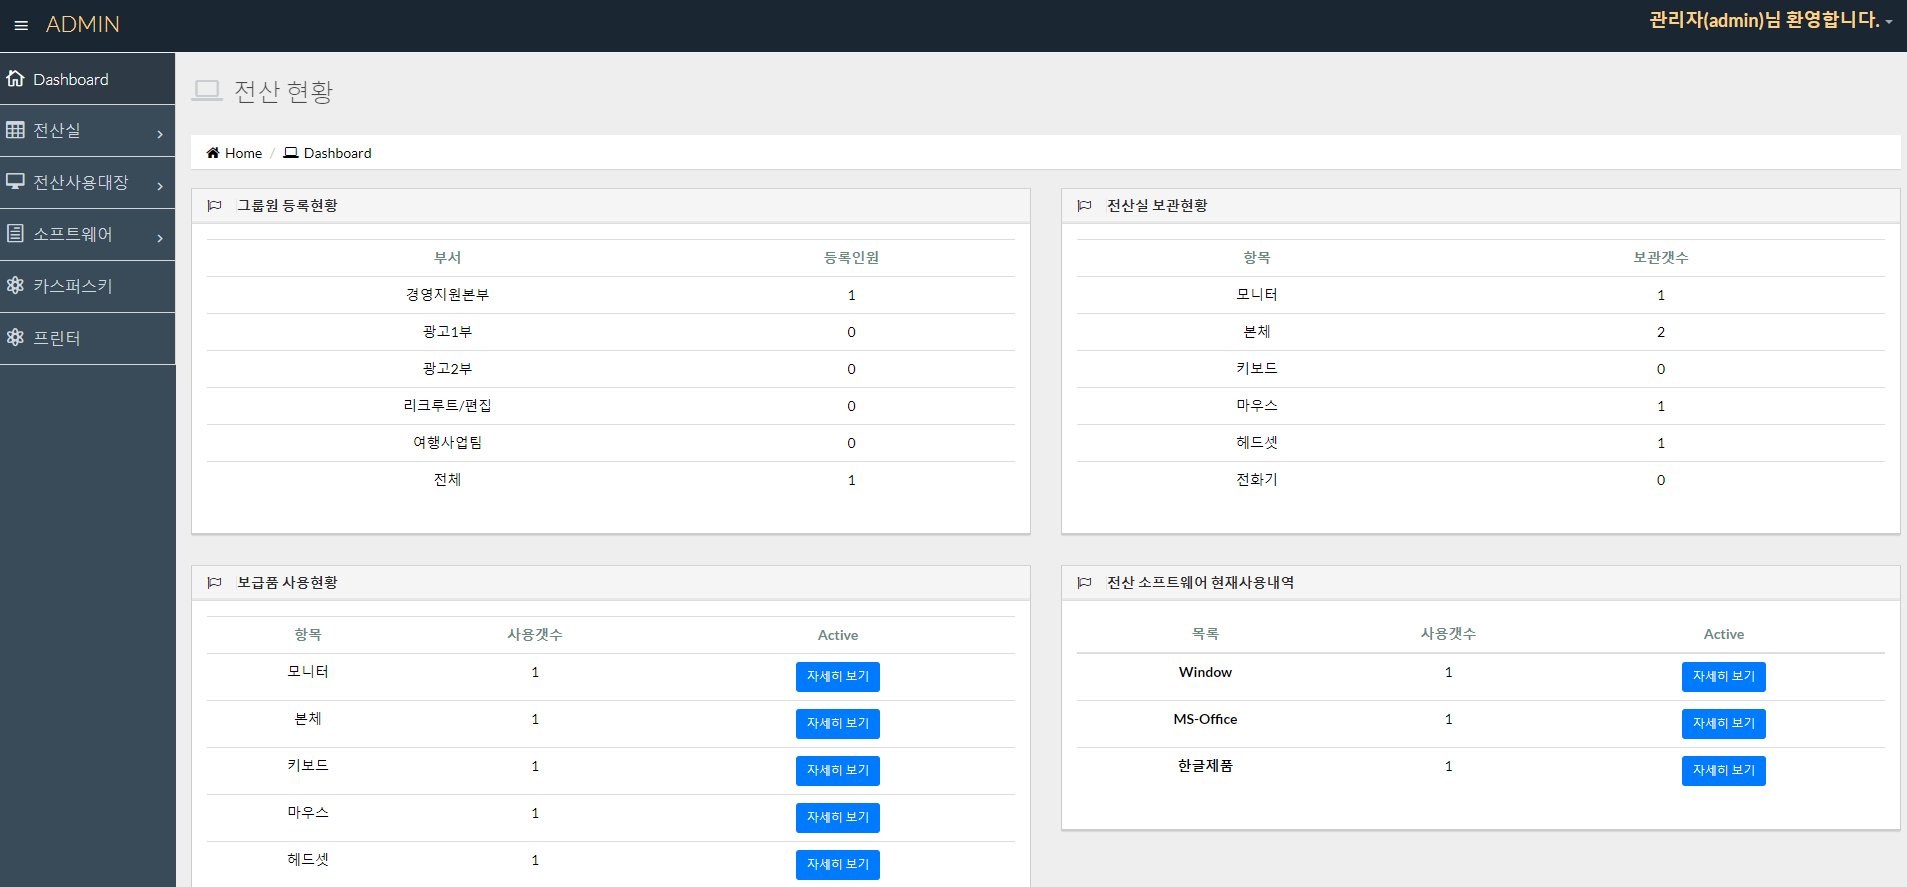 ADMIN
관리자(admin)님 환영합니다.
Dashboard
전산실
전산사용대장
소프트웨어
카스퍼스키
프린터
전산 현황
Home / Dashboard
그룹원 등록현황
부서 등록인원
경영지원본부 1
광고1부 0
광고2부 0
리크루트/편집 0
여행사업팀 0
전체 1
전산실 보관현황
항목 보관갯수
모니터 1
본체 2
키보드 0
마우스 1
헤드셋 1
전화기 0
보급품 사용현황
항목 사용갯수 Active
모니터 1 자세히 보기
본체 1 자세히 보기
키보드 1 자세히 보기
마우스 1 자세히 보기
헤드셋 1 자세히 보기
전산 소프트웨어 현재사용내역
목록 사용갯수 Active
Window 1 자세히 보기
MS-Office 1 자세히 보기
한글제품 1 자세히 보기